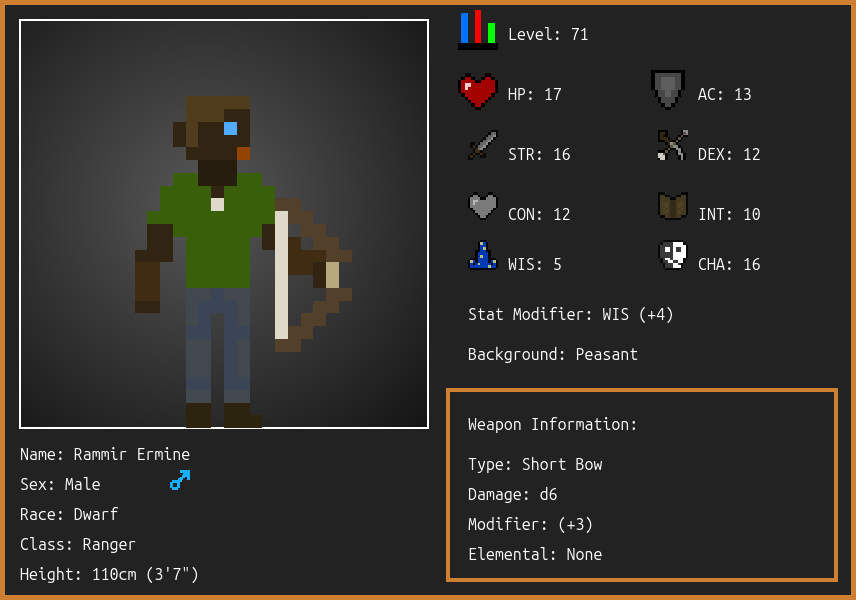 Level: 71
HP: 17
AC: 13
STR: 16
DEX: 12
CON: 12
INT: 10
WIS: 5
CHA: 16
Stat Modifier: WIS (+4)
Background: Peasant
Weapon Information:
Type: Short Bow
Damage: d6
Modifier: (+3)
Elemental: None
Name: Rammir Ermine
Sex: Male
Race: Dwarf
Class: Ranger
Height: 110cm (3'7")